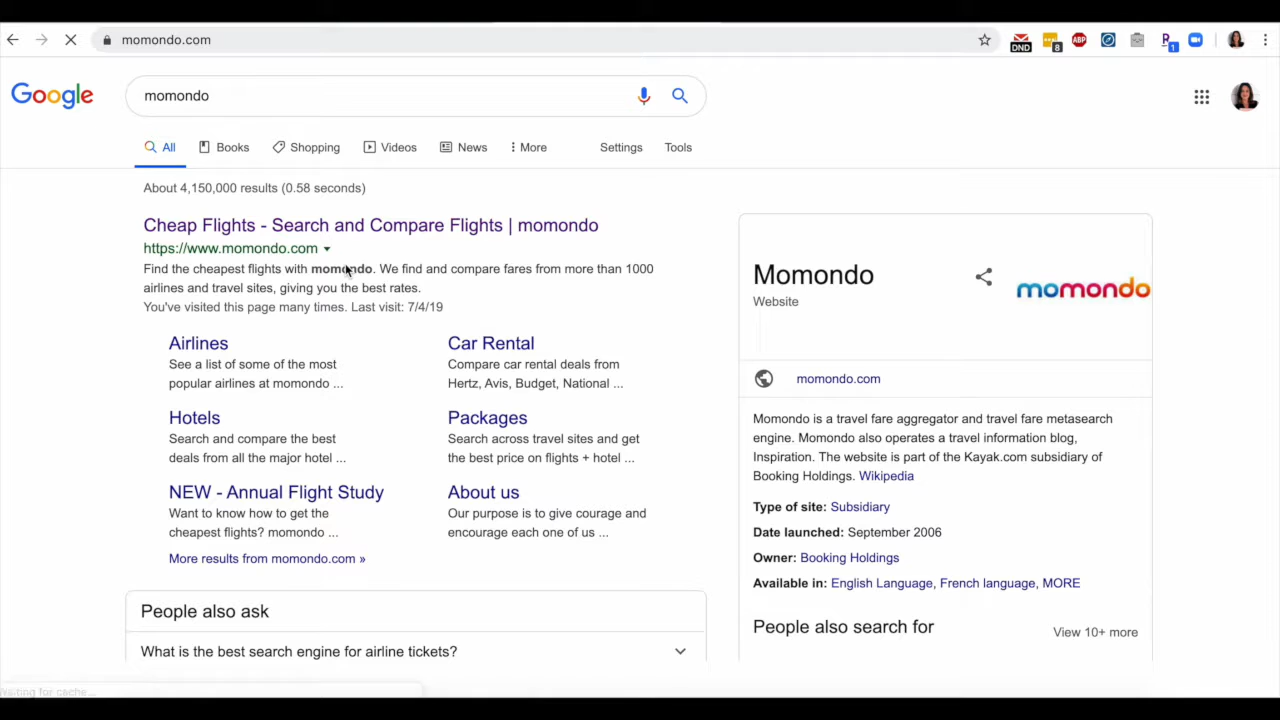 momondo.com
DND
8
ABP
1
Google
momondo
All
Books
Shopping
Videos
News
More
Settings
Tools
About 4,150,000 results (0.58 seconds)
Cheap Flights - Search and Compare Flights | momondo
https://www.momondo.com
Find the cheapest flights with momondo. We find and compare fares from more than 1000
airlines and travel sites, giving you the best rates.
You've visited this page many times. Last visit: 7/4/19
Airlines
See a list of some of the most
popular airlines at momondo ...
Car Rental
Compare car rental deals from
Hertz, Avis, Budget, National ...
Hotels
Search and compare the best
deals from all the major hotel ...
Packages
Search across travel sites and get
the best price on flights + hotel ...
NEW - Annual Flight Study
Want to know how to get the
cheapest flights? momondo ...
About us
Our purpose is to give courage and
encourage each one of us ...
More results from momondo.com »
People also ask
What is the best search engine for airline tickets?
Momondo
Website
momondo
momondo.com
Momondo is a travel fare aggregator and travel fare metasearch
engine. Momondo also operates a travel information blog,
Inspiration. The website is part of the Kayak.com subsidiary of
Booking Holdings. Wikipedia
Type of site: Subsidiary
Date launched: September 2006
Owner: Booking Holdings
Available in: English Language, French language, MORE
People also search for
View 10+ more
Waiting for cache...